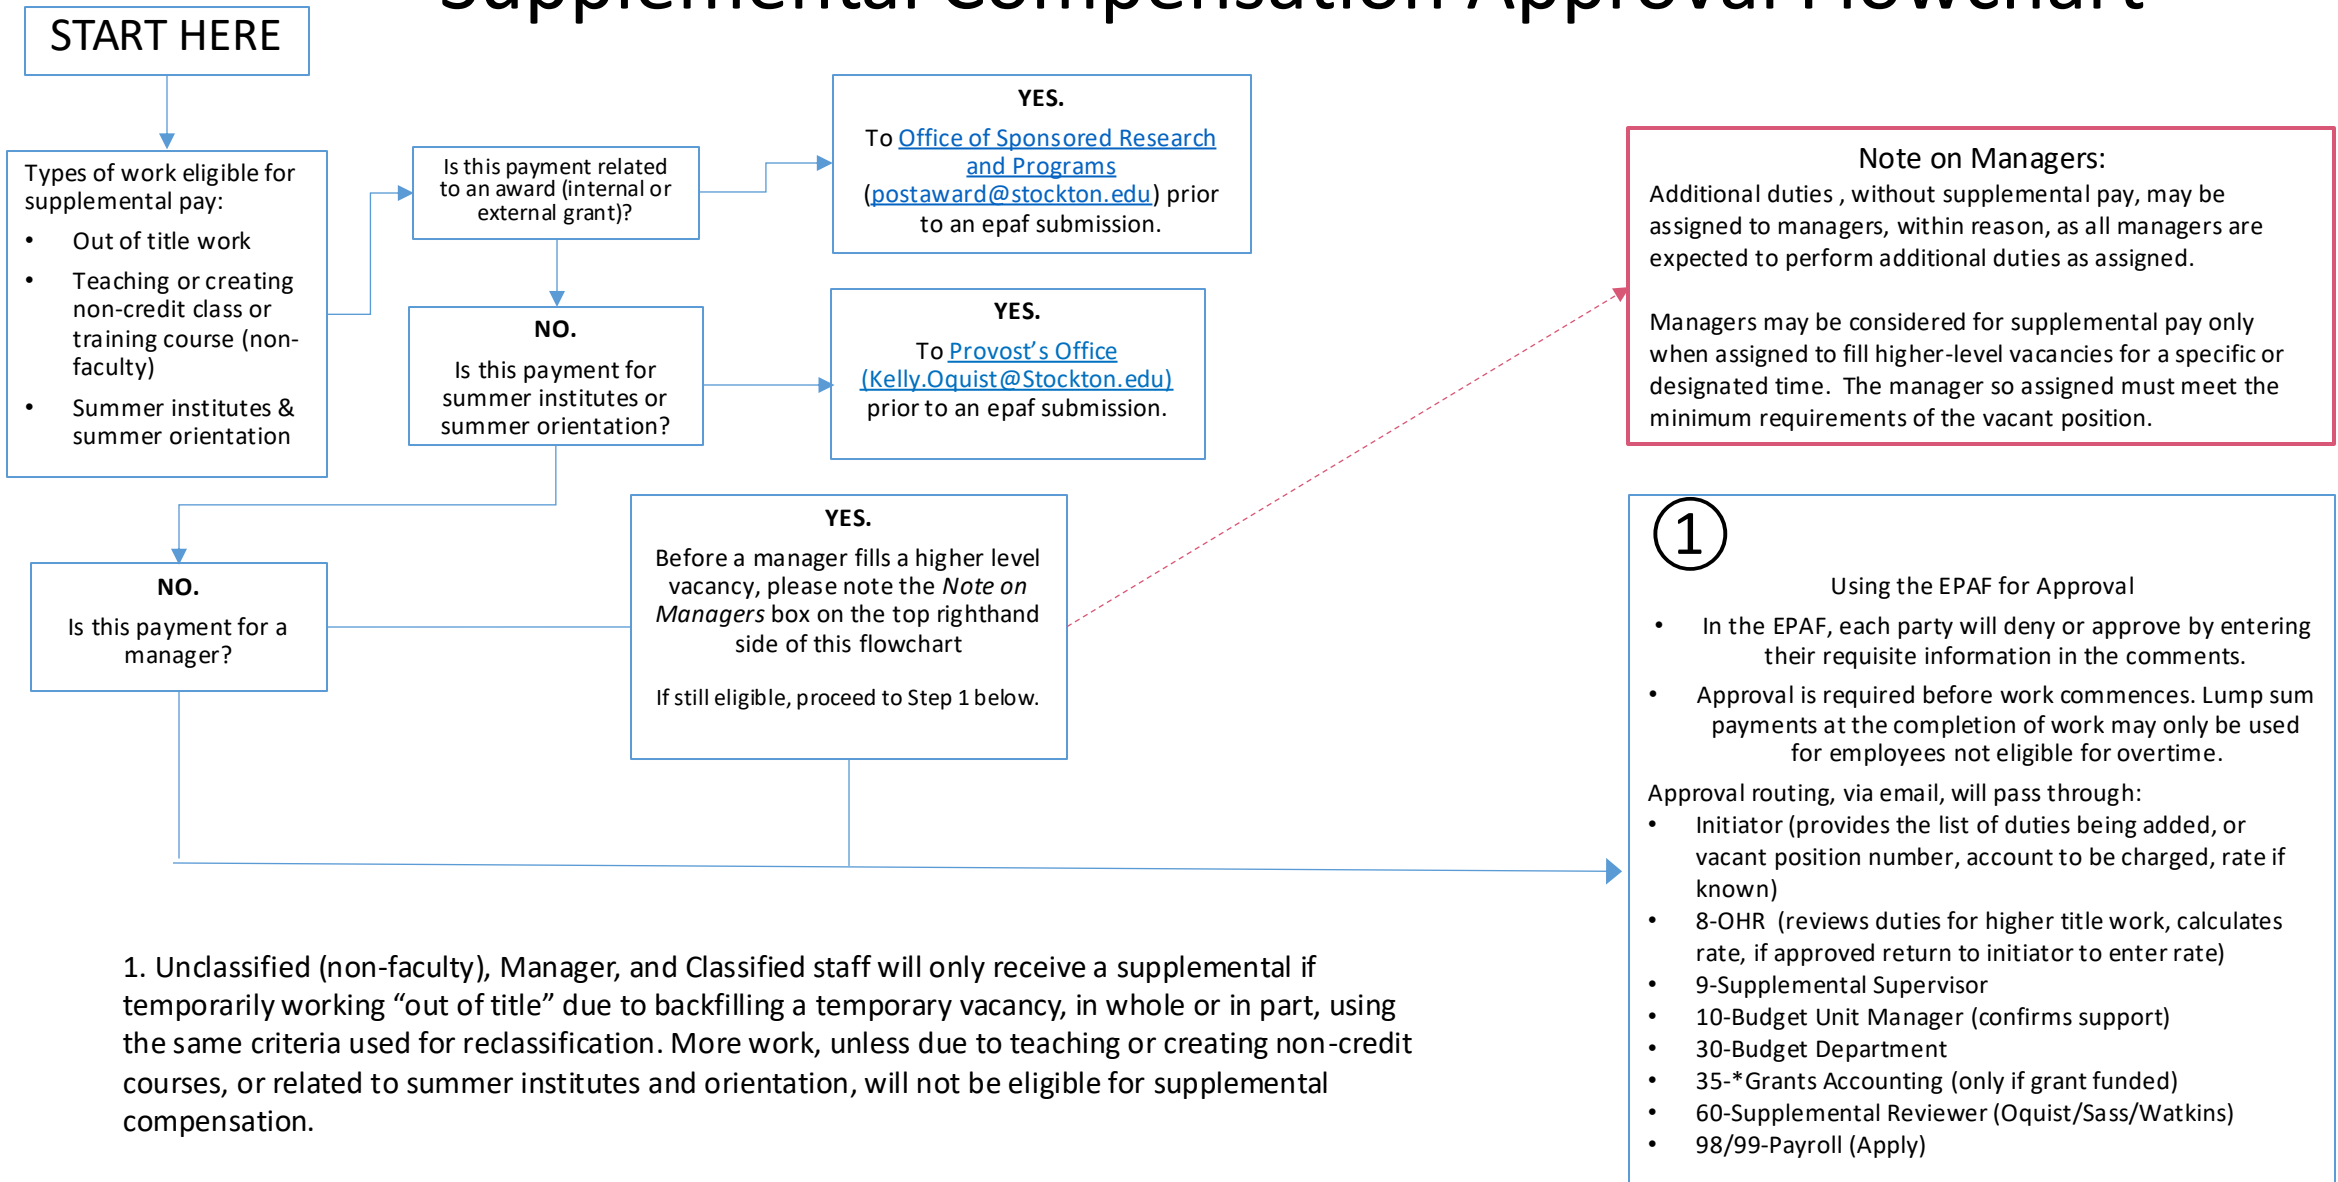 Supplemental Compensation Approval Flowchart
START HERE
Types of work eligible for
supplemental pay:
• Out of title work
• Teaching or creating
non-credit class or
training course (non-
faculty)
• Summer institutes &
summer orientation
Is this payment related
to an award (internal or
external grant)?
YES.
To Office of Sponsored Research
and Programs
(postaward@stockton.edu) prior
to an epaf submission.
NO.
Is this payment for
summer institutes or
summer orientation?
YES.
To Provost’s Office
(Kelly.Oquist@Stockton.edu)
prior to an epaf submission.
NO.
Is this payment for a
manager?
YES.
Before a manager fills a higher level
vacancy, please note the Note on
Managers box on the top righthand
side of this flowchart
If still eligible, proceed to Step 1 below.
Note on Managers:
Additional duties , without supplemental pay, may be
assigned to managers, within reason, as all managers are
expected to perform additional duties as assigned.
Managers may be considered for supplemental pay only
when assigned to fill higher-level vacancies for a specific or
designated time.  The manager so assigned must meet the
minimum requirements of the vacant position.
①
Using the EPAF for Approval
• In the EPAF, each party will deny or approve by entering
their requisite information in the comments.
• Approval is required before work commences. Lump sum
payments at the completion of work may only be used
for employees not eligible for overtime.
Approval routing, via email, will pass through:
• Initiator (provides the list of duties being added, or
vacant position number, account to be charged, rate if
known)
• 8-OHR  (reviews duties for higher title work, calculates
rate, if approved return to initiator to enter rate)
• 9-Supplemental Supervisor
• 10-Budget Unit Manager (confirms support)
• 30-Budget Department
• 35-*Grants Accounting (only if grant funded)
• 60-Supplemental Reviewer (Oquist/Sass/Watkins)
• 98/99-Payroll (Apply)
1. Unclassified (non-faculty), Manager, and Classified staff will only receive a supplemental if
temporarily working “out of title” due to backfilling a temporary vacancy, in whole or in part, using
the same criteria used for reclassification. More work, unless due to teaching or creating non-credit
courses, or related to summer institutes and orientation, will not be eligible for supplemental
compensation.